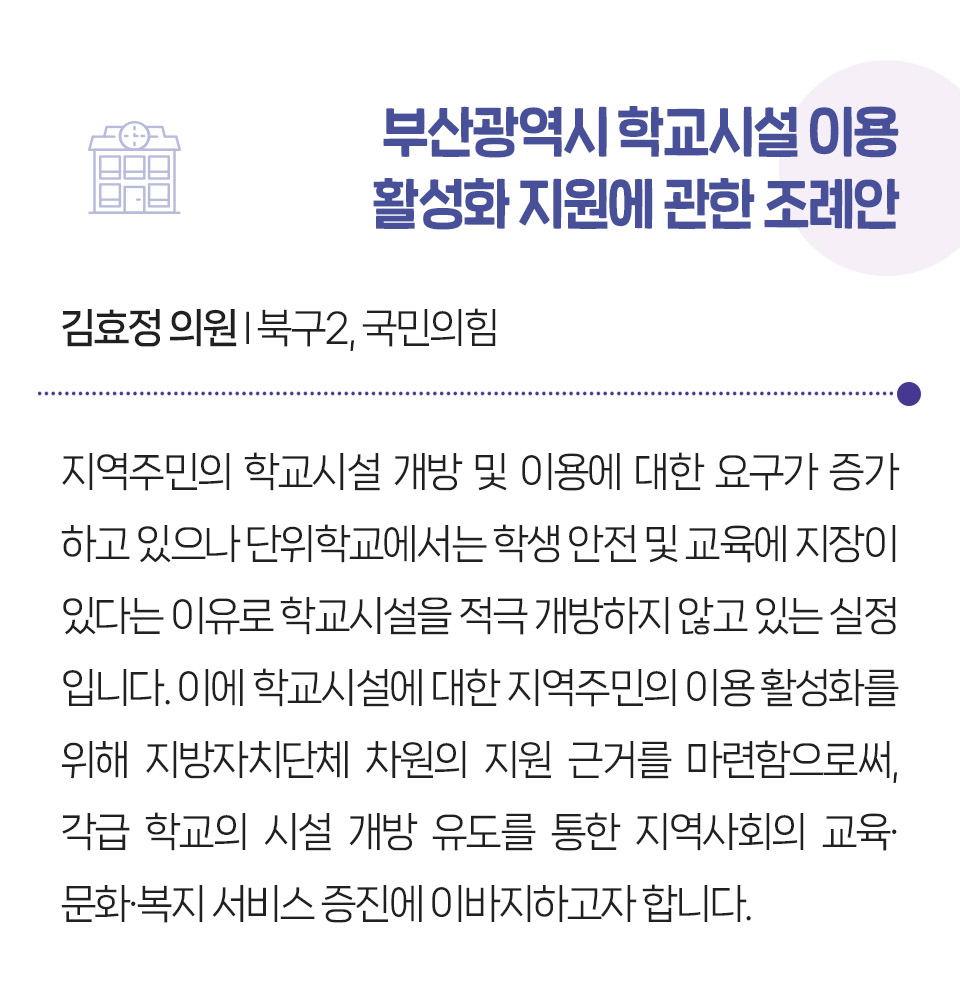 부산광역시 학교시설 이용
활성화 지원에 관한 조례안
김효정 의원 | 북구2, 국민의힘
지역주민의 학교시설 개방 및 이용에 대한 요구가 증가
하고 있으나 단위학교에서는 학생 안전 및 교육에 지장이
있다는 이유로 학교시설을 적극 개방하지 않고 있는 실정
입니다. 이에 학교시설에 대한 지역주민의 이용 활성화를
위해 지방자치단체 차원의 지원 근거를 마련함으로써,
각급 학교의 시설 개방 유도를 통한 지역사회의 교육·
문화·복지 서비스 증진에 이바지하고자 합니다.